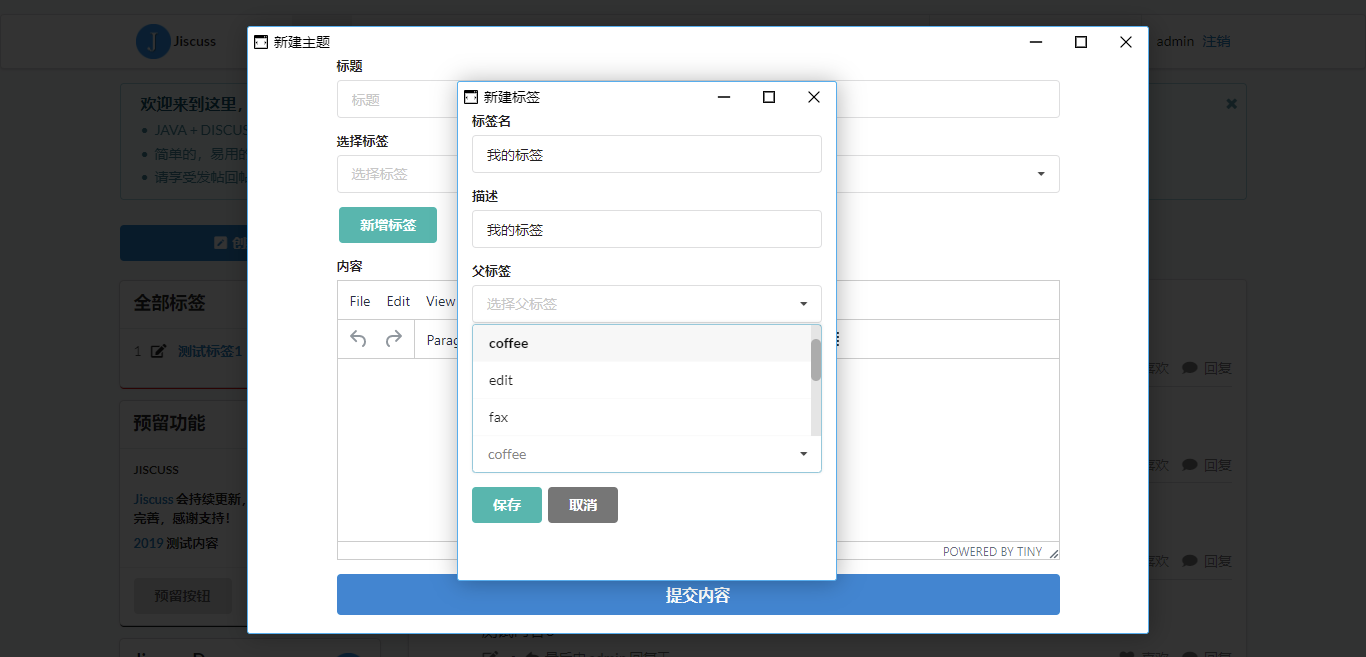 Jiscuss
admin 注销
新建主题
标题
标题
选择标签
选择标签
新增标签
内容
File Edit View
Parag
POWERED BY TINY
提交内容
新建标签
标签名
我的标签
描述
我的标签
父标签
选择父标签
coffee
edit
fax
coffee
保存 取消
欢迎来到这里，
JAVA + DISCUS
简单的，易用的
请享受发帖回帖
创
全部标签
1 测试标签1
预留功能
JISCUSS
Jiscuss 会持续更新，
完善，感谢支持！
2019 测试内容
预留按钮
喜欢 回复
喜欢 回复
喜欢 回复
喜欢 回复